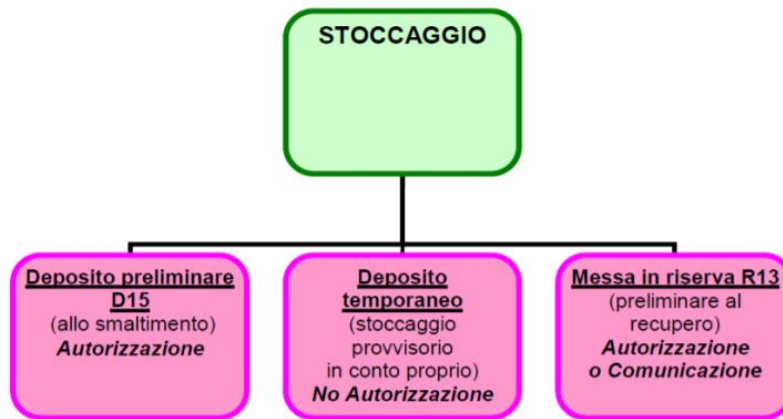 STOCCAGGIO
Deposito preliminare
D15
(allo smaltimento)
Autorizzazione
Deposito
temporaneo
(stoccaggio
provvisorio
in conto proprio)
No Autorizzazione
Messa in riserva R13
(preliminare al
recupero)
Autorizzazione
o Comunicazione